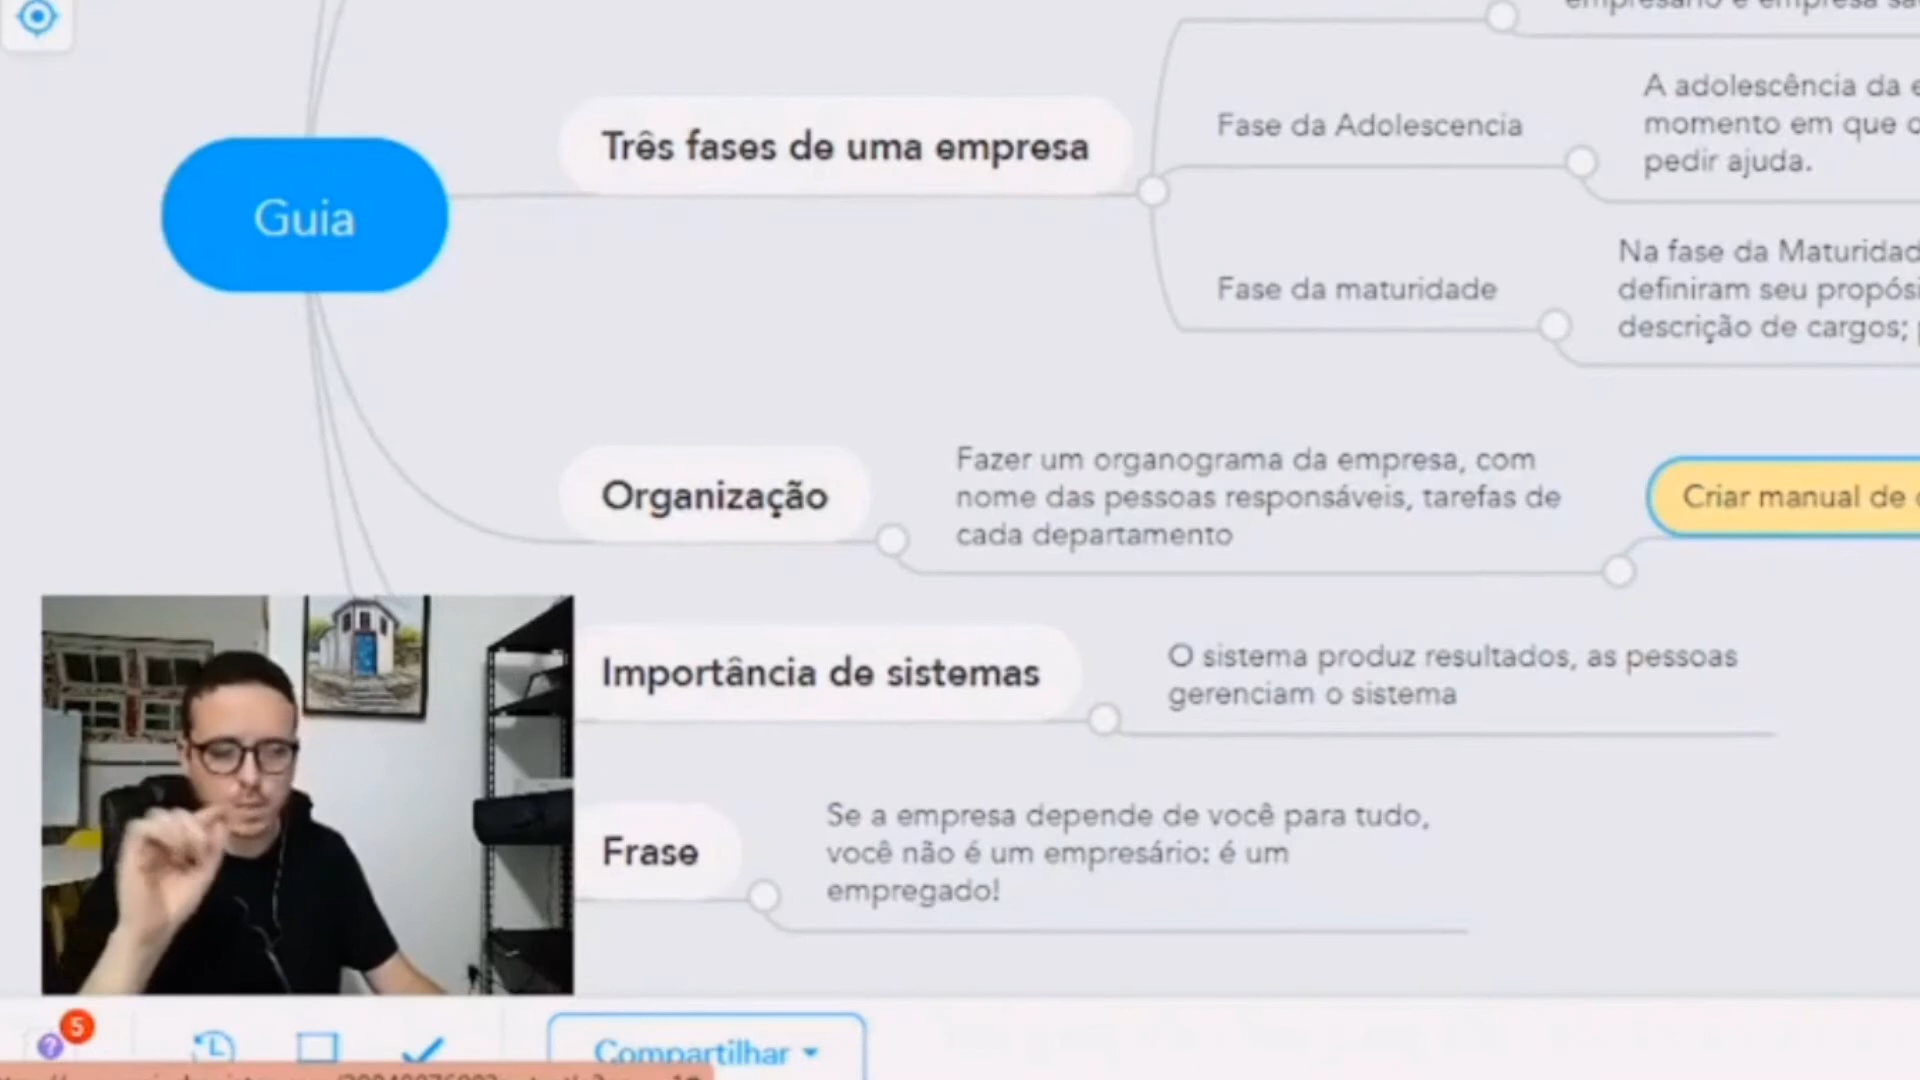 Guia
Três fases de uma empresa
Fase da Adolescencia
A adolescência da
momento em que
pedir ajuda.
Fase da maturidade
Na fase da
definiram seu
descrição de cargos;
Organização
Fazer um organograma da empresa, com
nome das pessoas responsáveis, tarefas de
cada departamento
Criar manual de
Importância de sistemas
O sistema produz resultados, as pessoas
gerenciam o sistema
Frase
Se a empresa depende de você para tudo,
você não é um empresário: é um
empregado!
5
?
Compartilhar